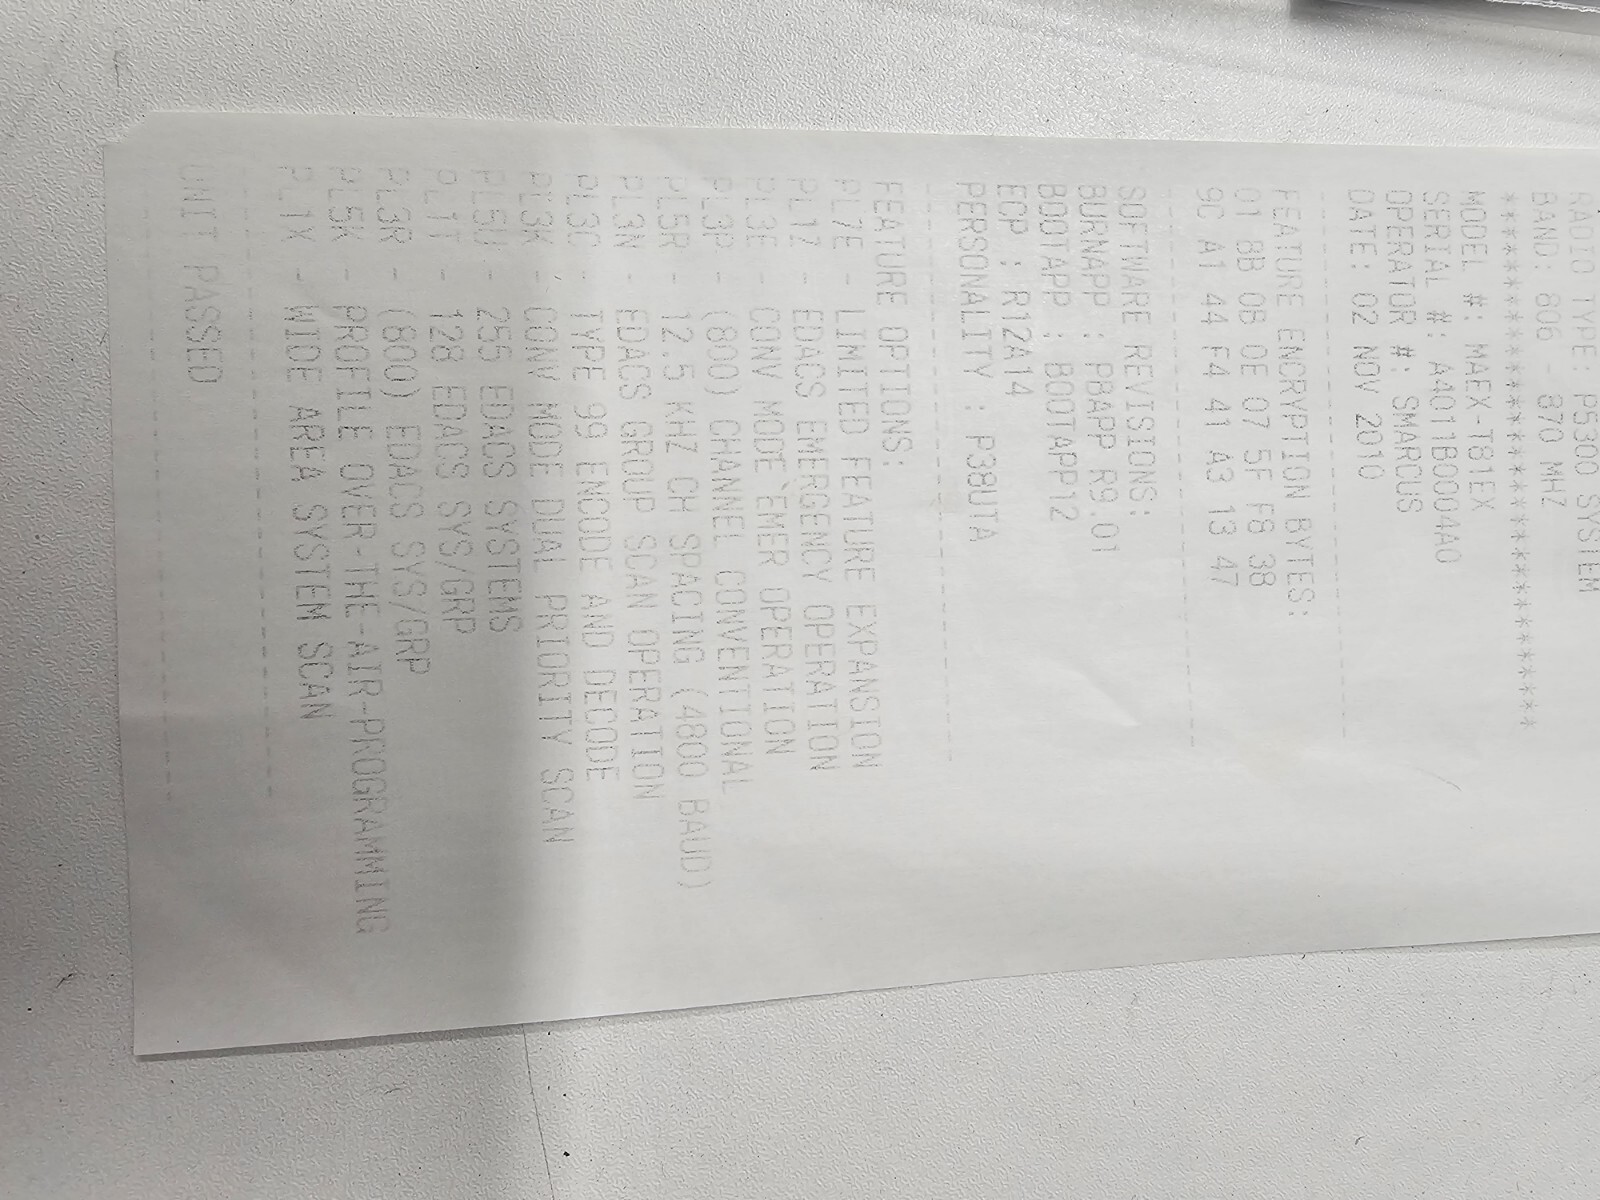 RADIO TYPE: P5300 SYSTEM
BAND: 806 - 870 MHZ
************************************
MODEL #: MAEX-T81EX
SERIAL #: A4011B0004A0
OPERATOR #: SMARCUS
DATE: 02 NOV 2010
------------------------------------
FEATURE ENCRYPTION BYTES:
01 8B 0B 0E 07 5F F8 38
9C A1 44 F4 41 A3 13 47
------------------------------------
SOFTWARE REVISIONS:
BURNAPP : PBAPP R9.01
BOOTAPP : BOOTAPP12
ECP : R12A14
PERSONALITY : P38UTA
------------------------------------
FEATURE OPTIONS:
PL7E - LIMITED FEATURE EXPANSION
PL1Z - EDACS EMERGENCY OPERATION
PL3E - CONV MODE EMER OPERATION
PL3P - (800) CHANNEL CONVENTIONAL
PL5R - 12.5 KHZ CH SPACING (4800 BAUD)
PL3N - EDACS GROUP SCAN OPERATION
PL3C - TYPE 99 ENCODE AND DECODE
PL3K - CONV MODE DUAL PRIORITY SCAN
PL5H - 255 EDACS SYSTEMS
PL1T - 128 EDACS SYS/GRP
PL3R - (800) EDACS SYS/GRP
PL5K - PROFILE OVER-THE-AIR-PROGRAMMING
PL1X - WIDE AREA SYSTEM SCAN
------------------------------------
UNIT PASSED
------------------------------------